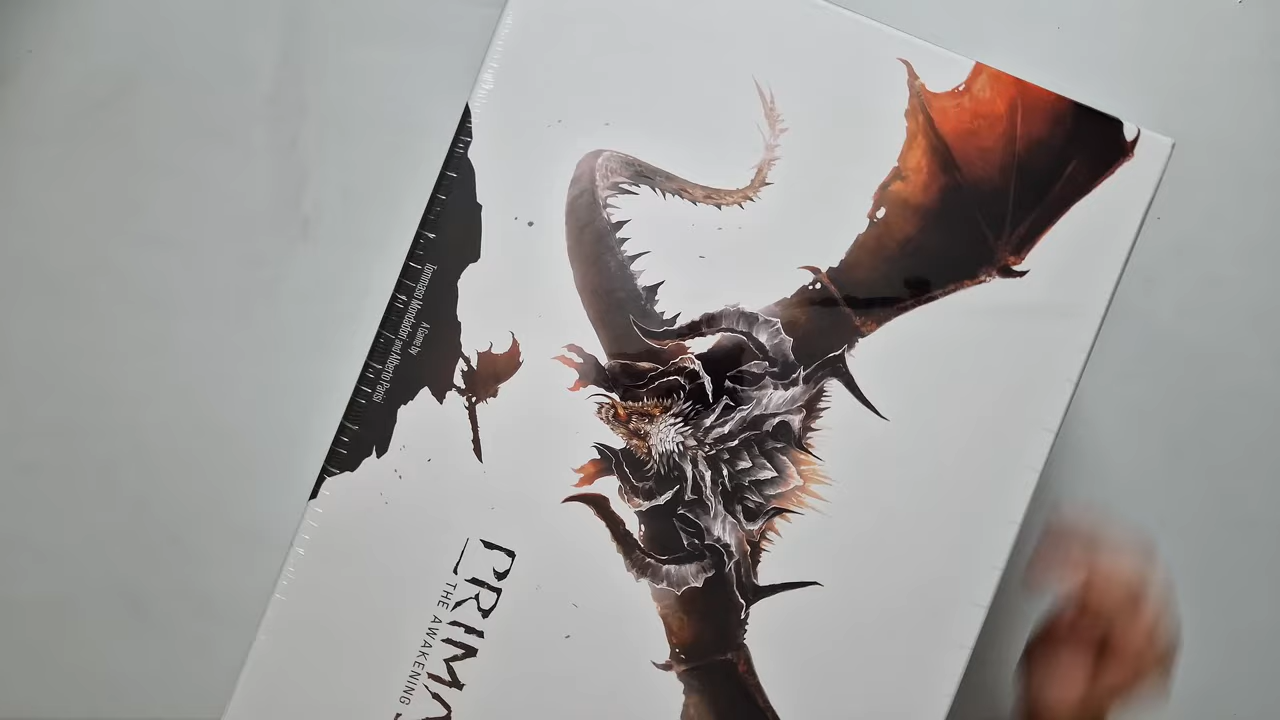 PRIMA
THE AWAKENING
A Game by
Tommaso Mondadori and Alberto Parisi